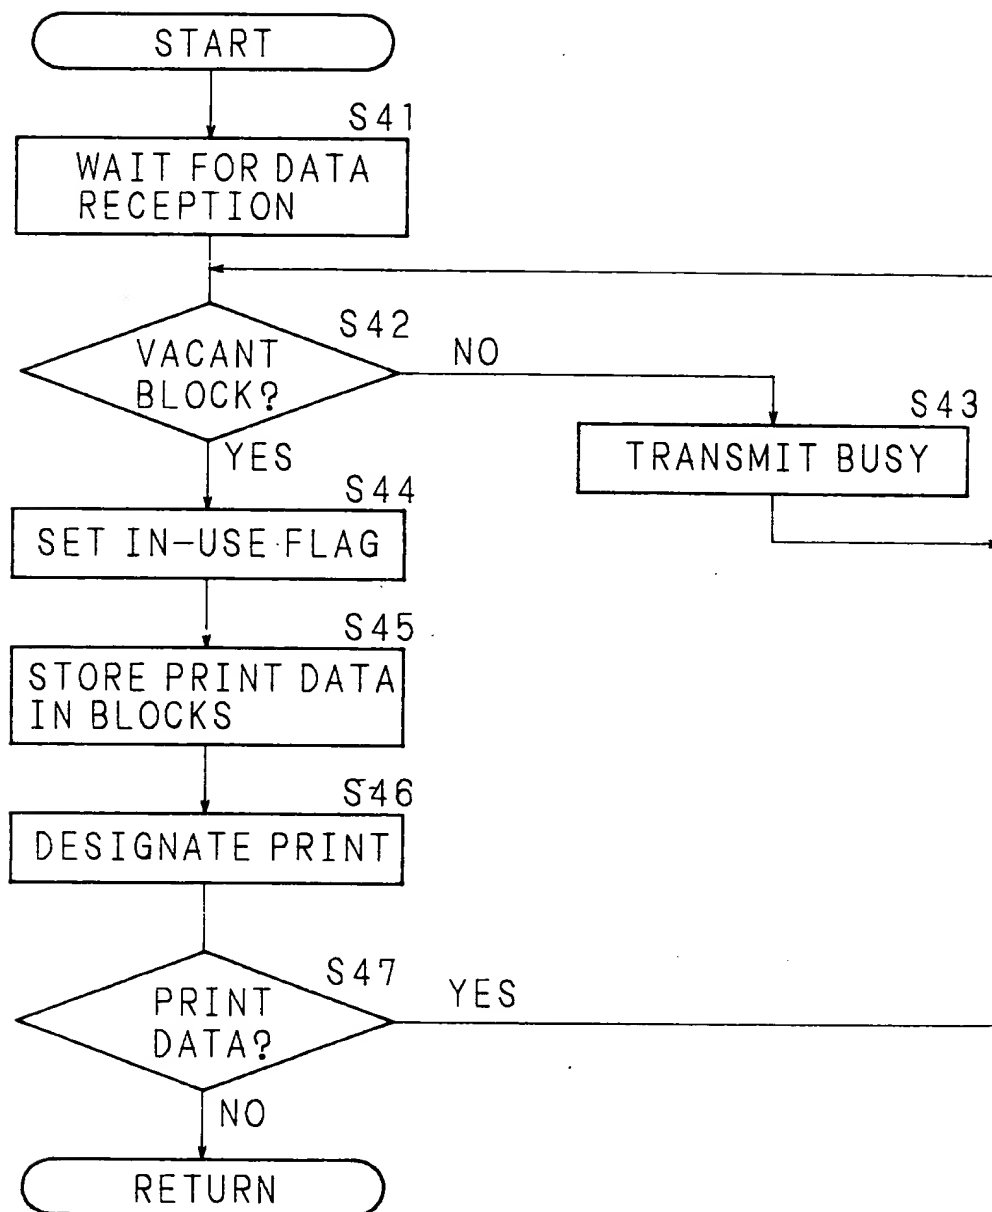 START
S41
WAIT FOR DATA
RECEPTION
S42
VACANT
BLOCK?
NO
S43
TRANSMIT BUSY
YES
S44
SET IN-USE FLAG
S45
STORE PRINT DATA
IN BLOCKS
S46
DESIGNATE PRINT
S47
PRINT
DATA?
YES
NO
RETURN